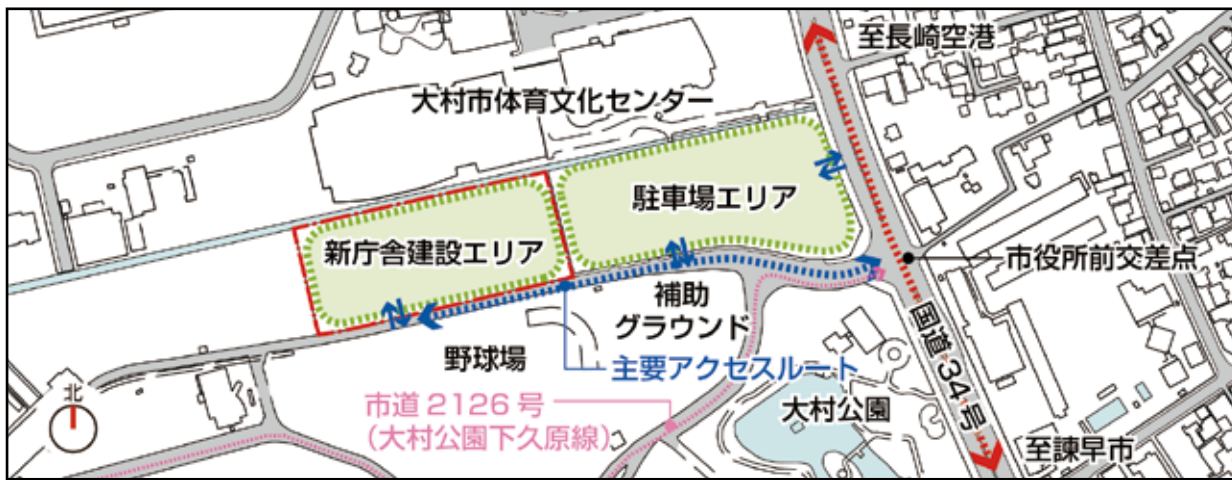 至長崎空港
大村市体育文化センター
駐車場エリア
新庁舎建設エリア
市役所前交差点
補助
グラウンド
国道34号
野球場
主要アクセスルート
市道2126号
(大村公園下久原線)
大村公園
北
至諫早市